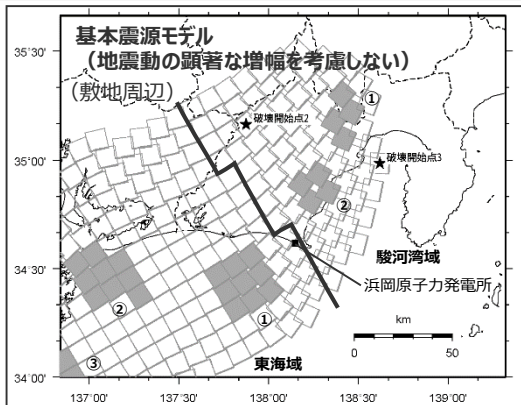 基本震源モデル
（地震動の顕著な増幅を考慮しない）
（敷地周辺）
35˚30'
35˚00'
34˚30'
34˚00'
①
★破壊開始点2
★
破壊開始点3
②
駿河湾域
浜岡原子力発電所
②
①
③
東海域
km
0 50
137˚00' 137˚30' 138˚00' 138˚30' 139˚00'